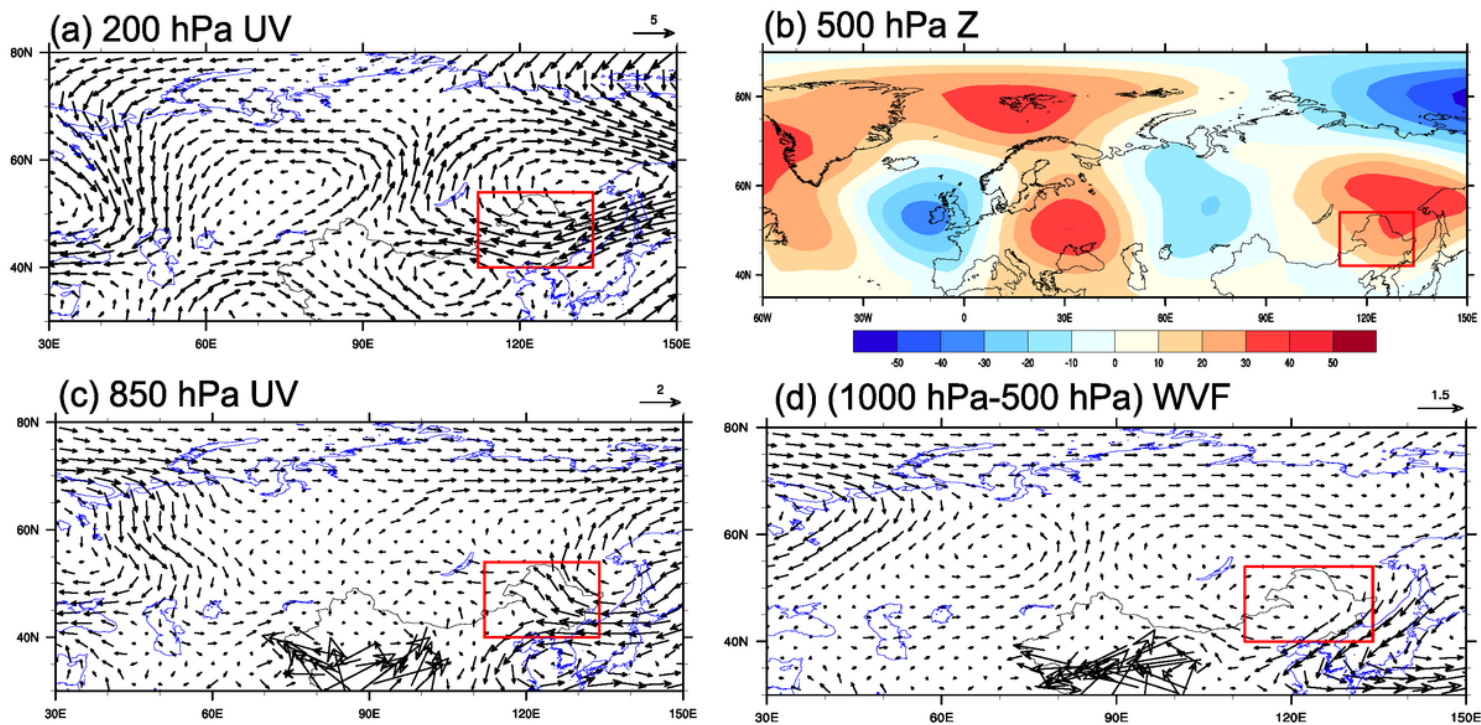 (a) 200 hPa UV
5
80N
60N
40N
30E
60E
90E
120E
150E
(b) 500 hPa Z
80N
60N
40N
60W
30W
0
30E
60E
90E
120E
150E
-50
-40
-30
-20
-10
0
10
20
30
40
50
(c) 850 hPa UV
2
80N
60N
40N
30E
60E
90E
120E
150E
(d) (1000 hPa-500 hPa) WVF
1.5
80N
60N
40N
30E
60E
90E
120E
150E